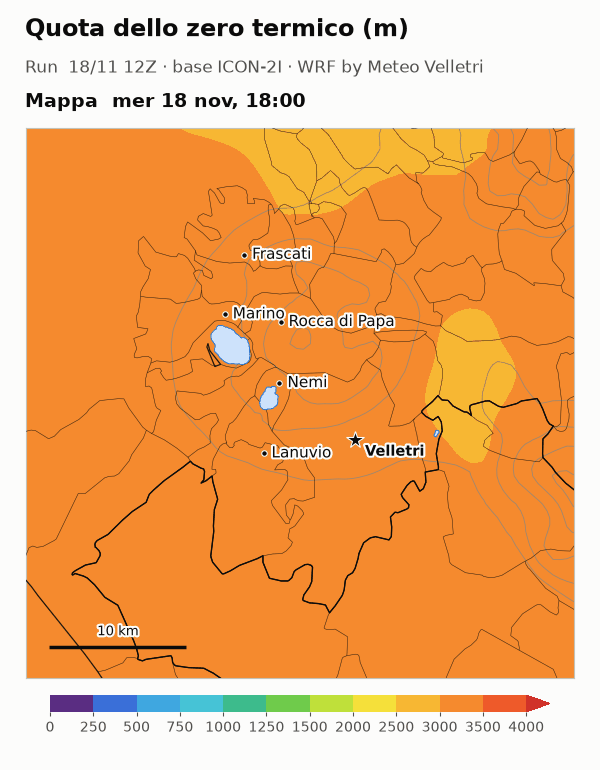 Quota dello zero termico (m)
Run  18/11 12Z · base ICON-2I · WRF by Meteo Velletri
Mappa  mer 18 nov, 18:00
Frascati
Marino
Rocca di Papa
Nemi
Velletri
Lanuvio
10 km
0 250 500 750 1000 1250 1500 2000 2500 3000 3500 4000